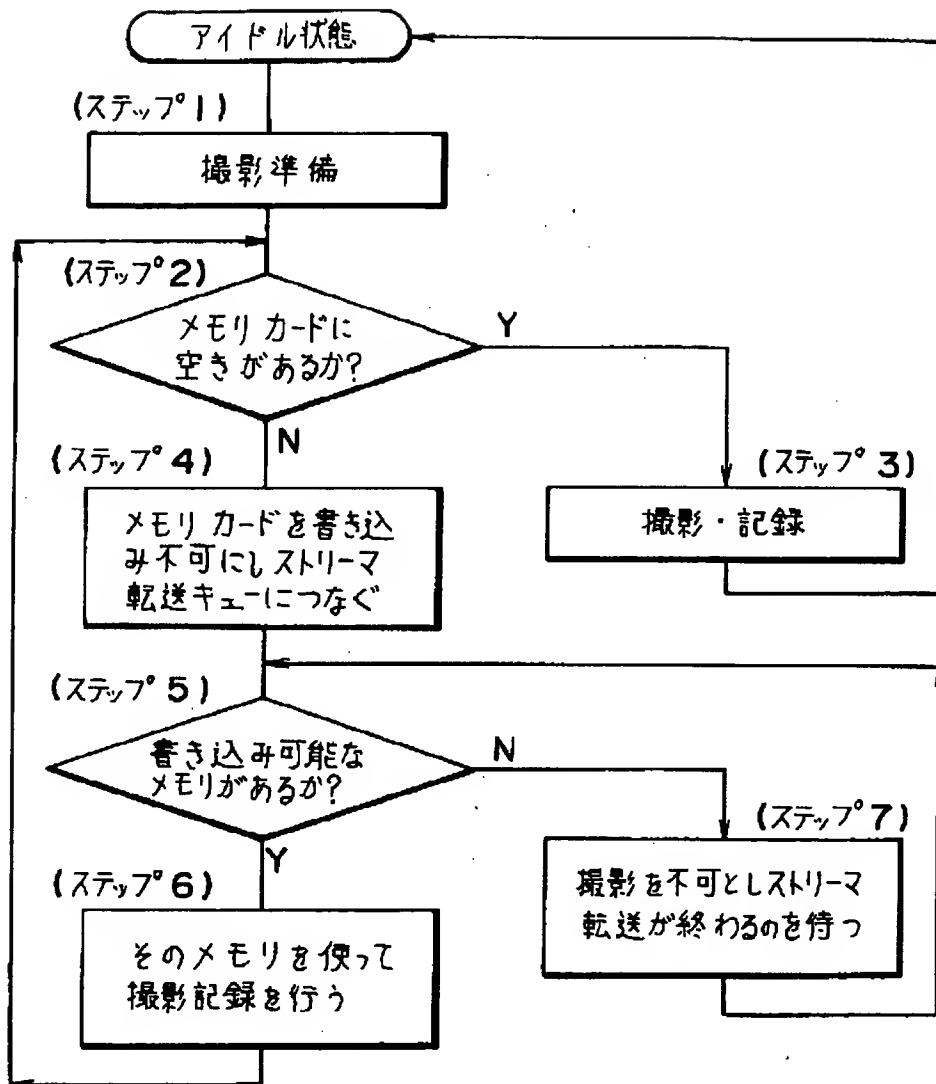 アイドル状態
(ステップ1)
撮影準備
(ステップ2)
メモリカードに
空きがあるか?
Y
N
(ステップ3)
撮影・記録
(ステップ4)
メモリカードを書き込
み不可にしストリーマ
転送キューにつなぐ
(ステップ5)
書き込み可能な
メモリがあるか?
N
Y
(ステップ7)
撮影を不可としストリーマ
転送が終わるのを待つ
(ステップ6)
そのメモリを使って
撮影記録を行う